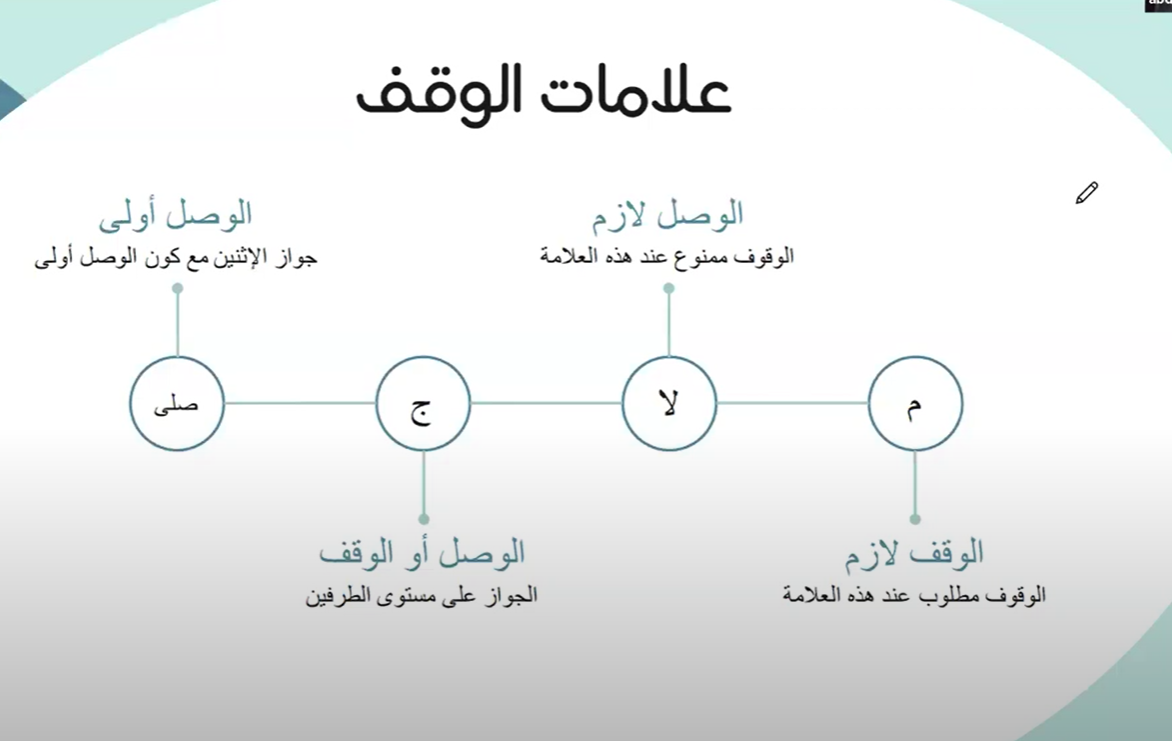 علامات الوقف
الوصل لازم
الوقوف ممنوع عند هذه العلامة
الوصل أولى
جواز الإثنين مع كون الوصل أولى
م
لا
ج
صلى
الوقف لازم
الوقوف مطلوب عند هذه العلامة
الوصل أو الوقف
الجواز على مستوى الطرفين